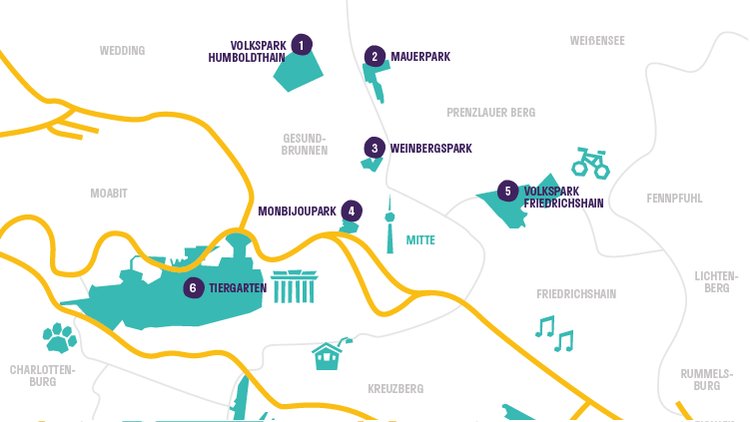 WEDDING
VOLKSPARK
HUMBOLDTHAIN
1
2
MAUERPARK
WEIßENSEE
PRENZLAUER BERG
GESUND-
BRUNNEN
3
WEINBERGSPARK
MOABIT
MONBIJOUPARK
4
5
VOLKSPARK
FRIEDRICHSHAIN
FENNPFUHL
MITTE
6
TIERGARTEN
FRIEDRICHSHAIN
LICHTEN-
BERG
CHARLOTTEN-
BURG
KREUZBERG
RUMMELS-
BURG